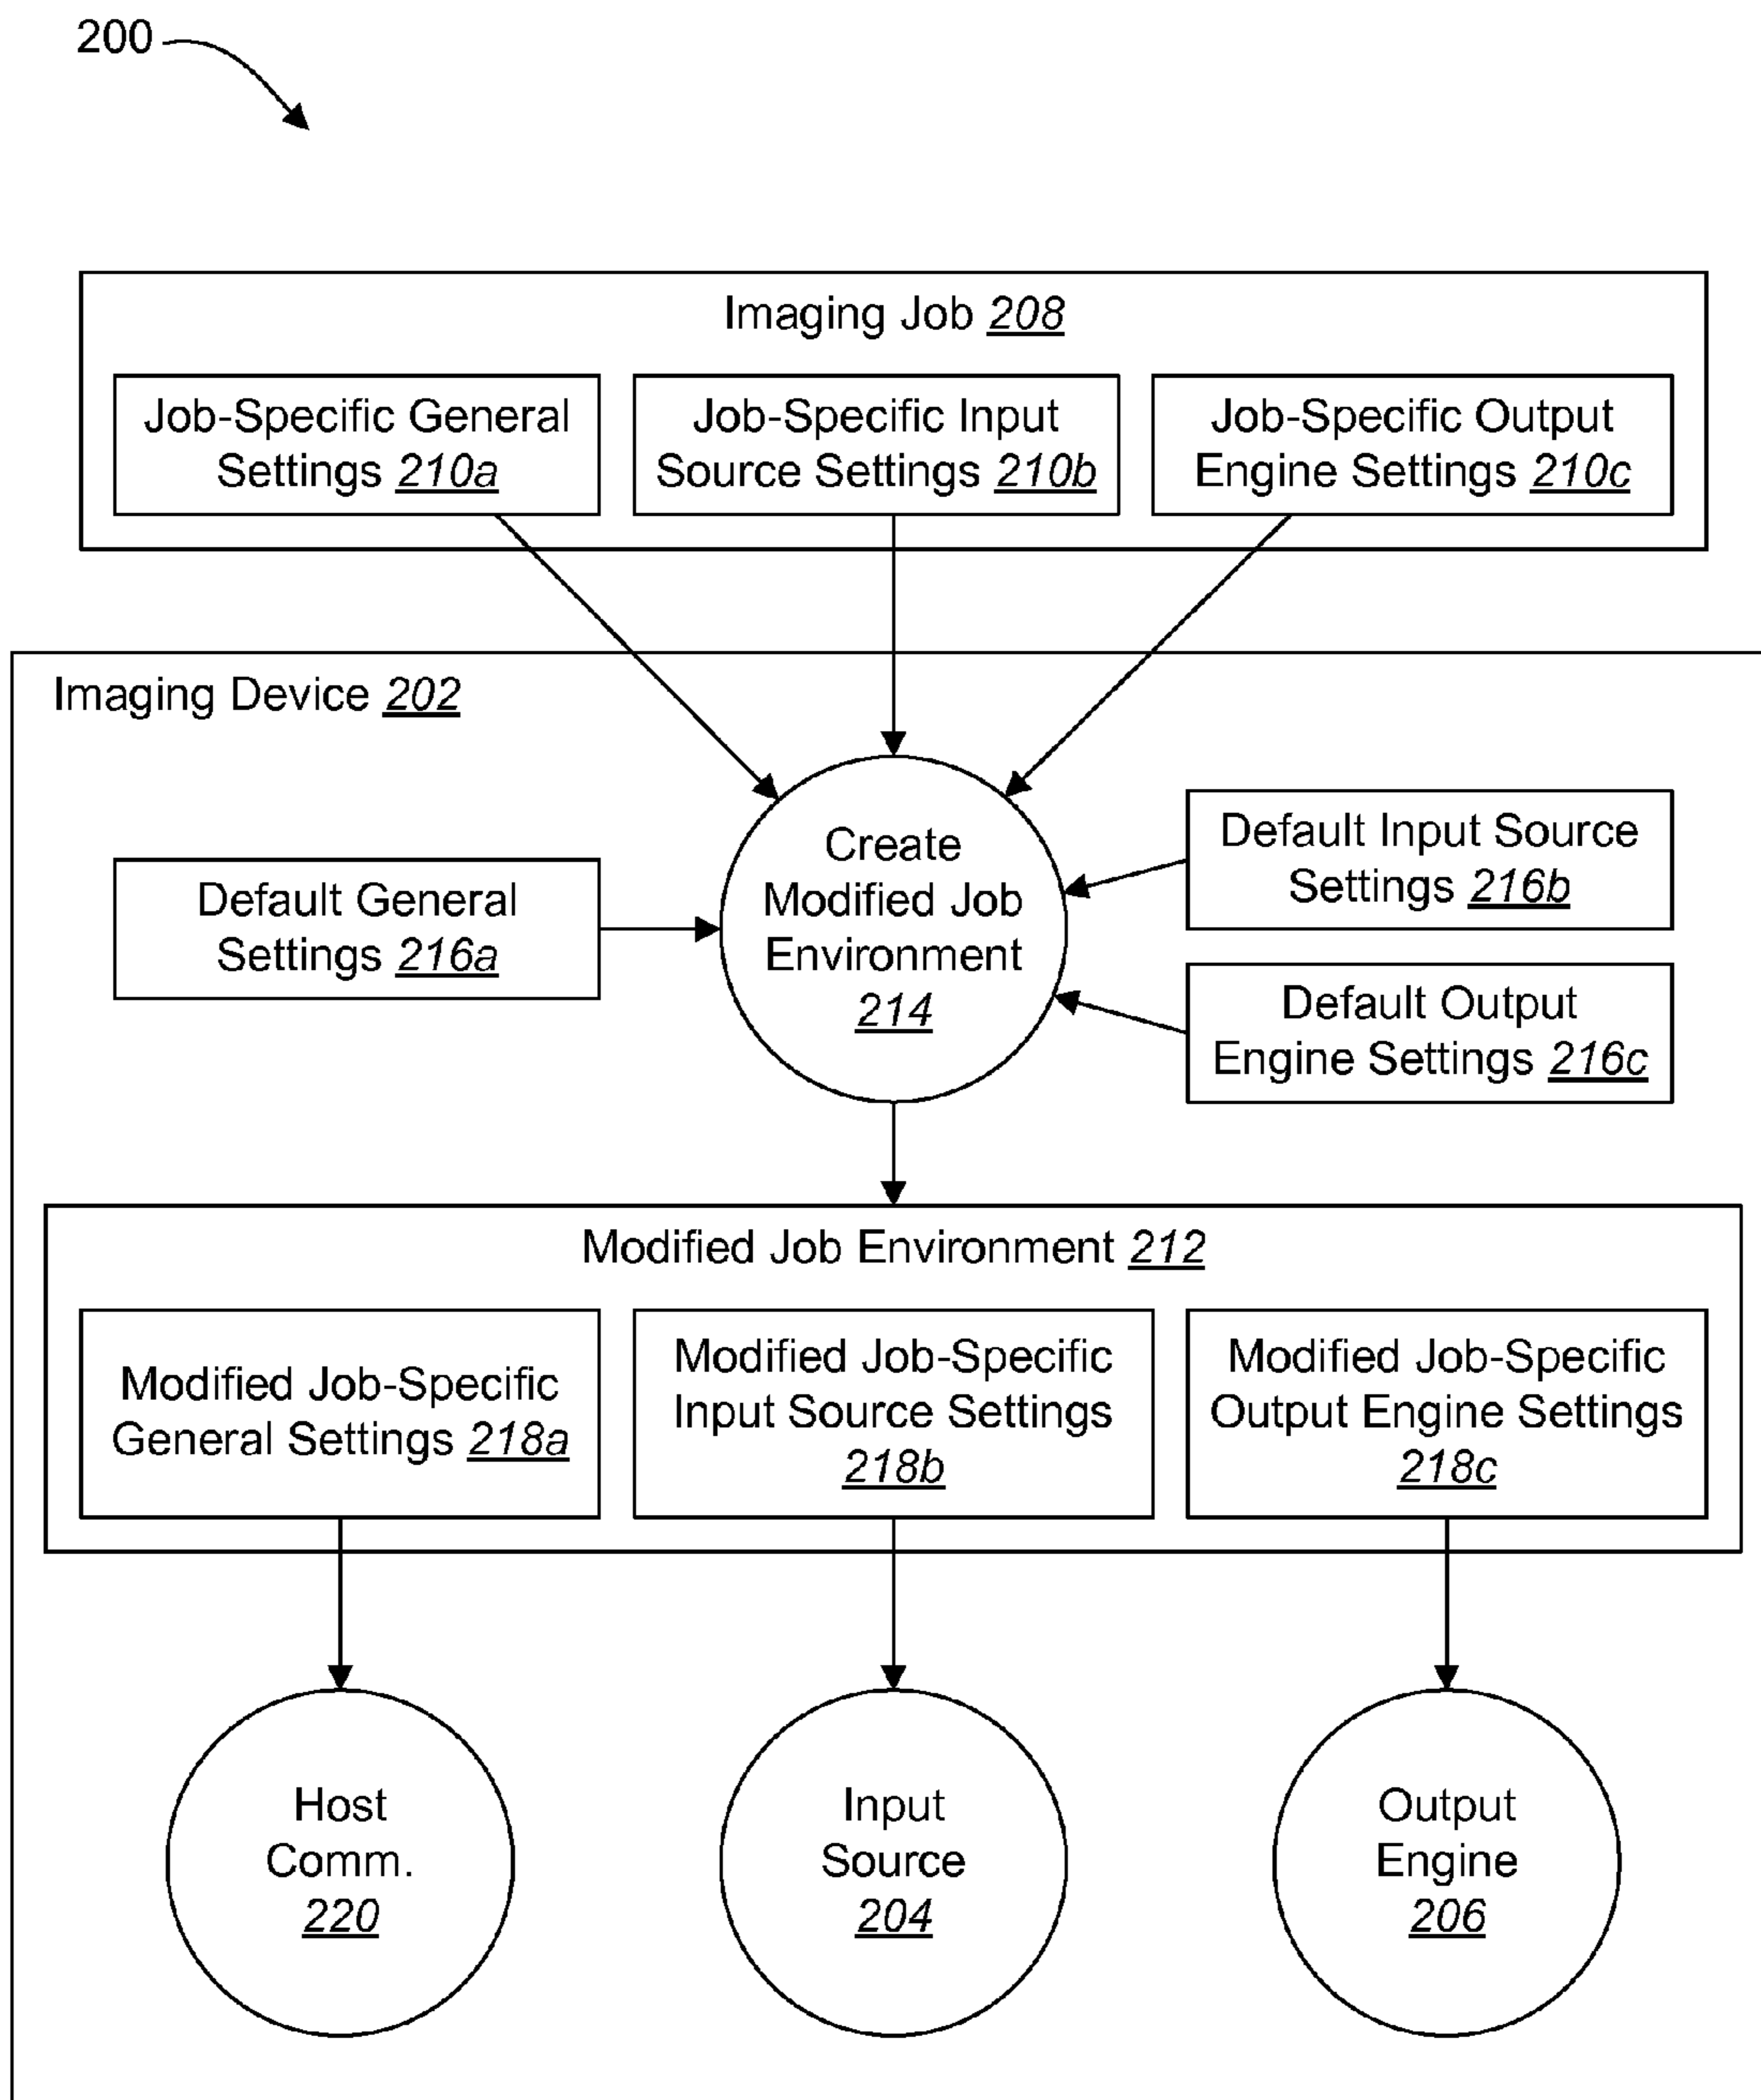 200
Imaging Job 208
Job-Specific General
Settings 210a
Job-Specific Input
Source Settings 210b
Job-Specific Output
Engine Settings 210c
Imaging Device 202
Create
Modified Job
Environment
214
Default General
Settings 216a
Default Input Source
Settings 216b
Default Output
Engine Settings 216c
Modified Job Environment 212
Modified Job-Specific
General Settings 218a
Modified Job-Specific
Input Source Settings
218b
Modified Job-Specific
Output Engine Settings
218c
Host
Comm.
220
Input
Source
204
Output
Engine
206